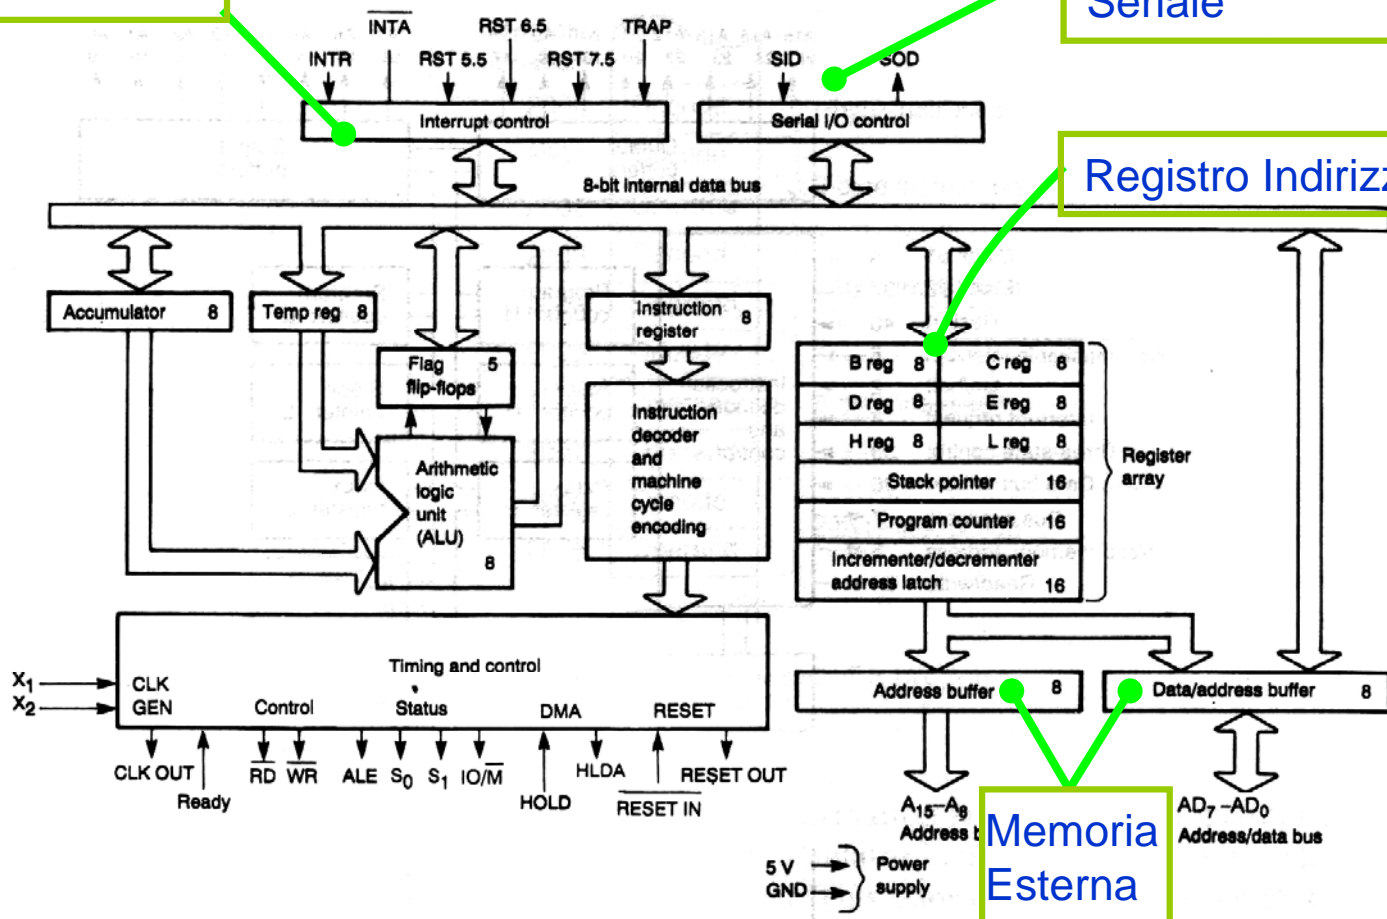 Seriale
INTA
RST 6.5
TRAP
INTR
RST 5.5
RST 7.5
SID
SOD
Interrupt control
Serial I/O control
8-bit internal data bus
Registro Indirizz
Accumulator 8
Temp reg 8
Instruction
register 8
Flag 5
flip-flops
B reg 8 C reg 8
D reg 8 E reg 8
H reg 8 L reg 8
Stack pointer 16
Program counter 16
Incrementer/decrementer
address latch 16
Register
array
Instruction
decoder
and
machine
cycle
encoding
Arithmetic
logic
unit
(ALU)
8
Timing and control
X1
X2
CLK
GEN
Control
Status
DMA
RESET
Address buffer 8
Data/address buffer 8
CLK OUT
Ready
RD
WR
ALE
S0
S1
IO/M
HOLD
HLDA
RESET IN
RESET OUT
A15–A8
Address b
AD7–AD0
Address/data bus
Memoria
Esterna
5 V
GND
Power
supply